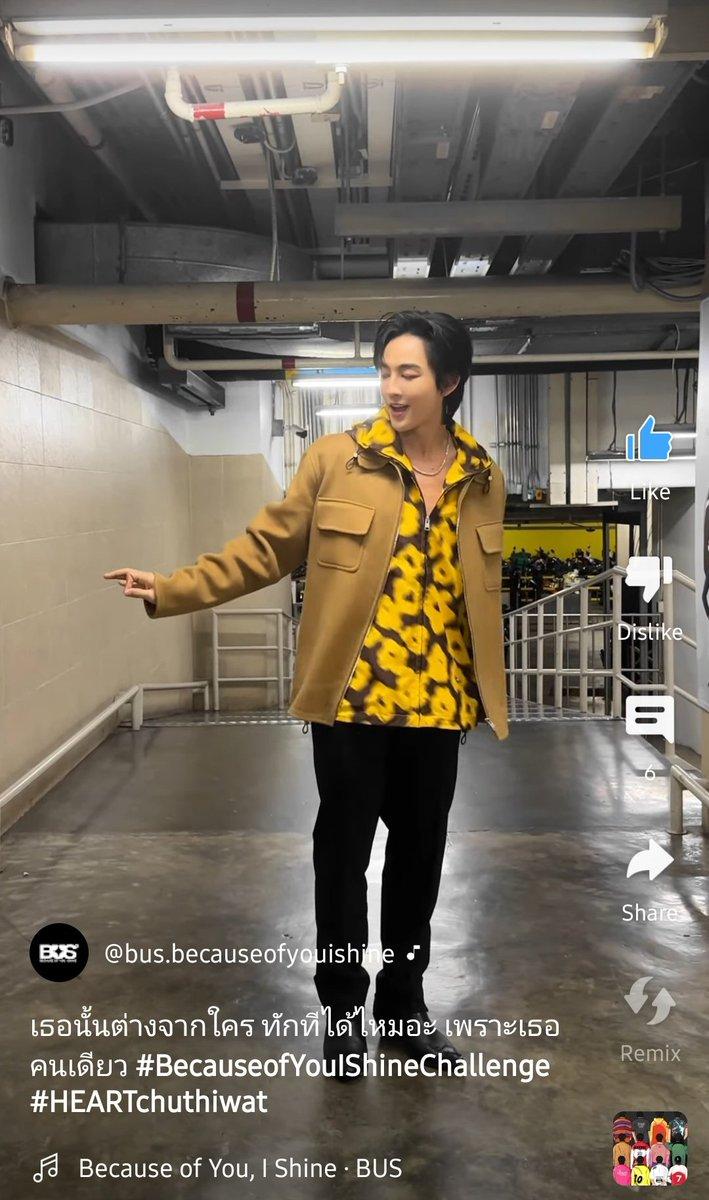 Like
Dislike
6
Share
Remix
BUS
@bus.becauseofyouishine
เธอนั้นต่างจากใคร ทักทีได้ไหมอะ เพราะเธอ
คนเดียว #BecauseofYouIShineChallenge
#HEARTchuthiwat
Because of You, I Shine · BUS
10
7